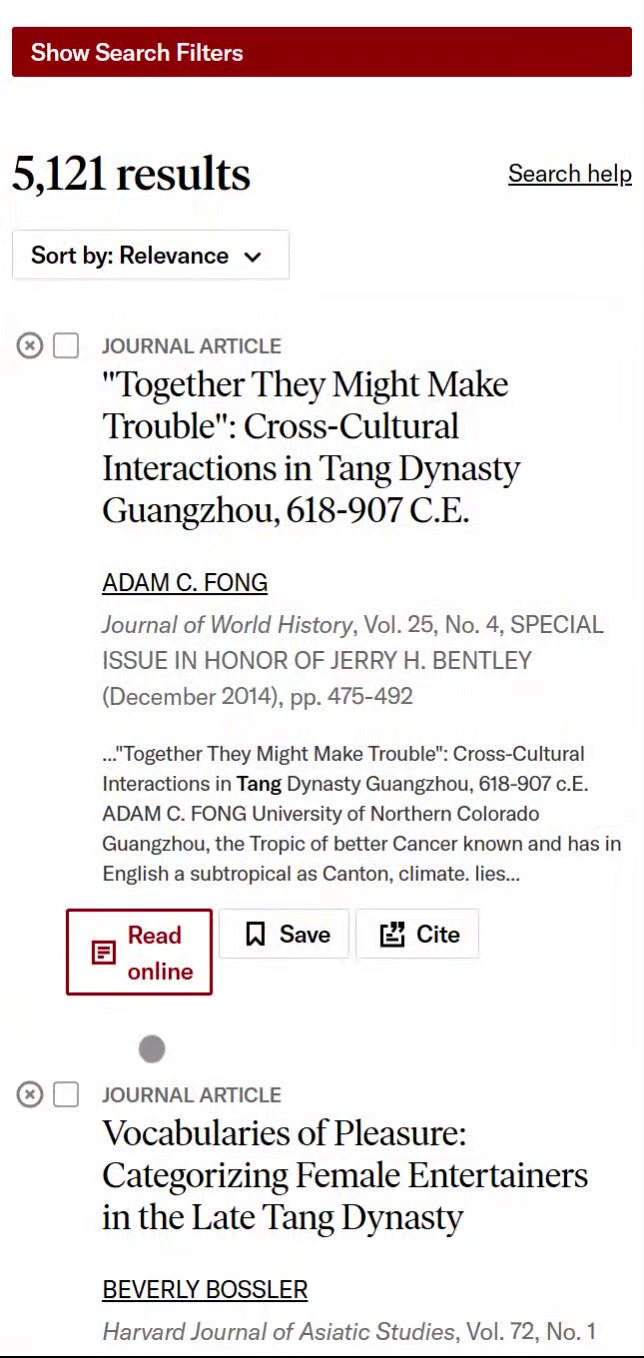 Show Search Filters
5,121 results
Search help
Sort by: Relevance
JOURNAL ARTICLE
"Together They Might Make
Trouble": Cross-Cultural
Interactions in Tang Dynasty
Guangzhou, 618-907 C.E.
ADAM C. FONG
Journal of World History, Vol. 25, No. 4, SPECIAL
ISSUE IN HONOR OF JERRY H. BENTLEY
(December 2014), pp. 475-492
..."Together They Might Make Trouble": Cross-Cultural
Interactions in Tang Dynasty Guangzhou, 618-907 c.E.
ADAM C. FONG University of Northern Colorado
Guangzhou, the Tropic of better Cancer known and has in
English a subtropical as Canton, climate. lies...
Read
online
Save
Cite
JOURNAL ARTICLE
Vocabularies of Pleasure:
Categorizing Female Entertainers
in the Late Tang Dynasty
BEVERLY BOSSLER
Harvard Journal of Asiatic Studies, Vol. 72, No. 1